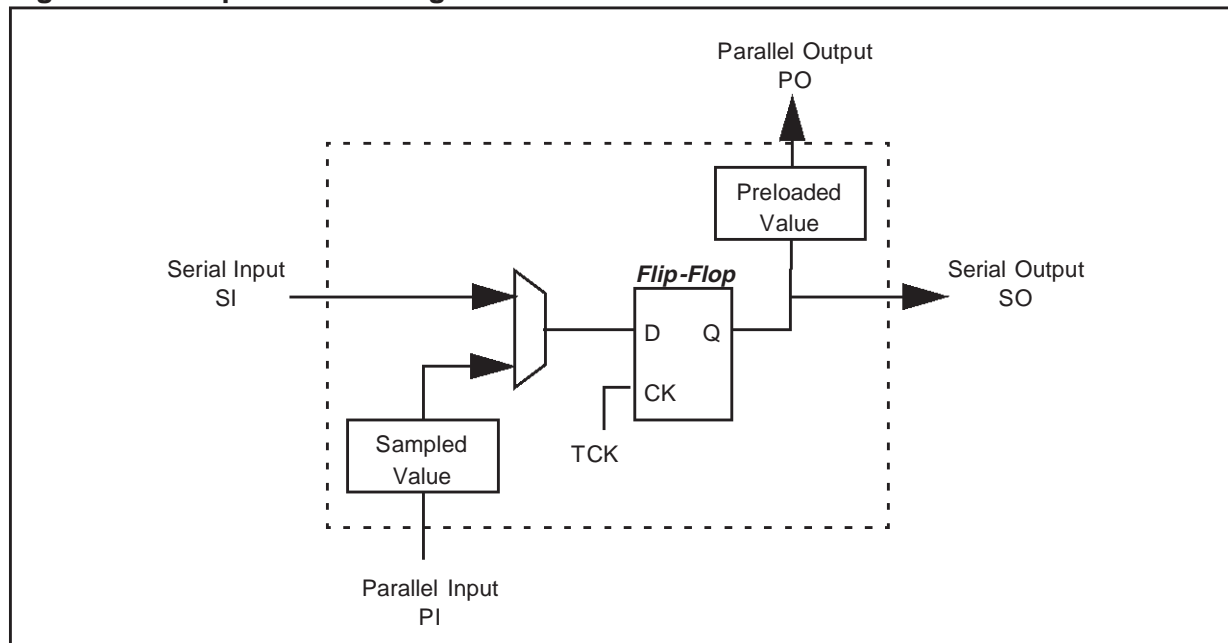 Parallel Output
PO
Preloaded
Value
Serial Input
SI
Flip-Flop
Serial Output
SO
D Q
CK
TCK
Sampled
Value
Parallel Input
PI